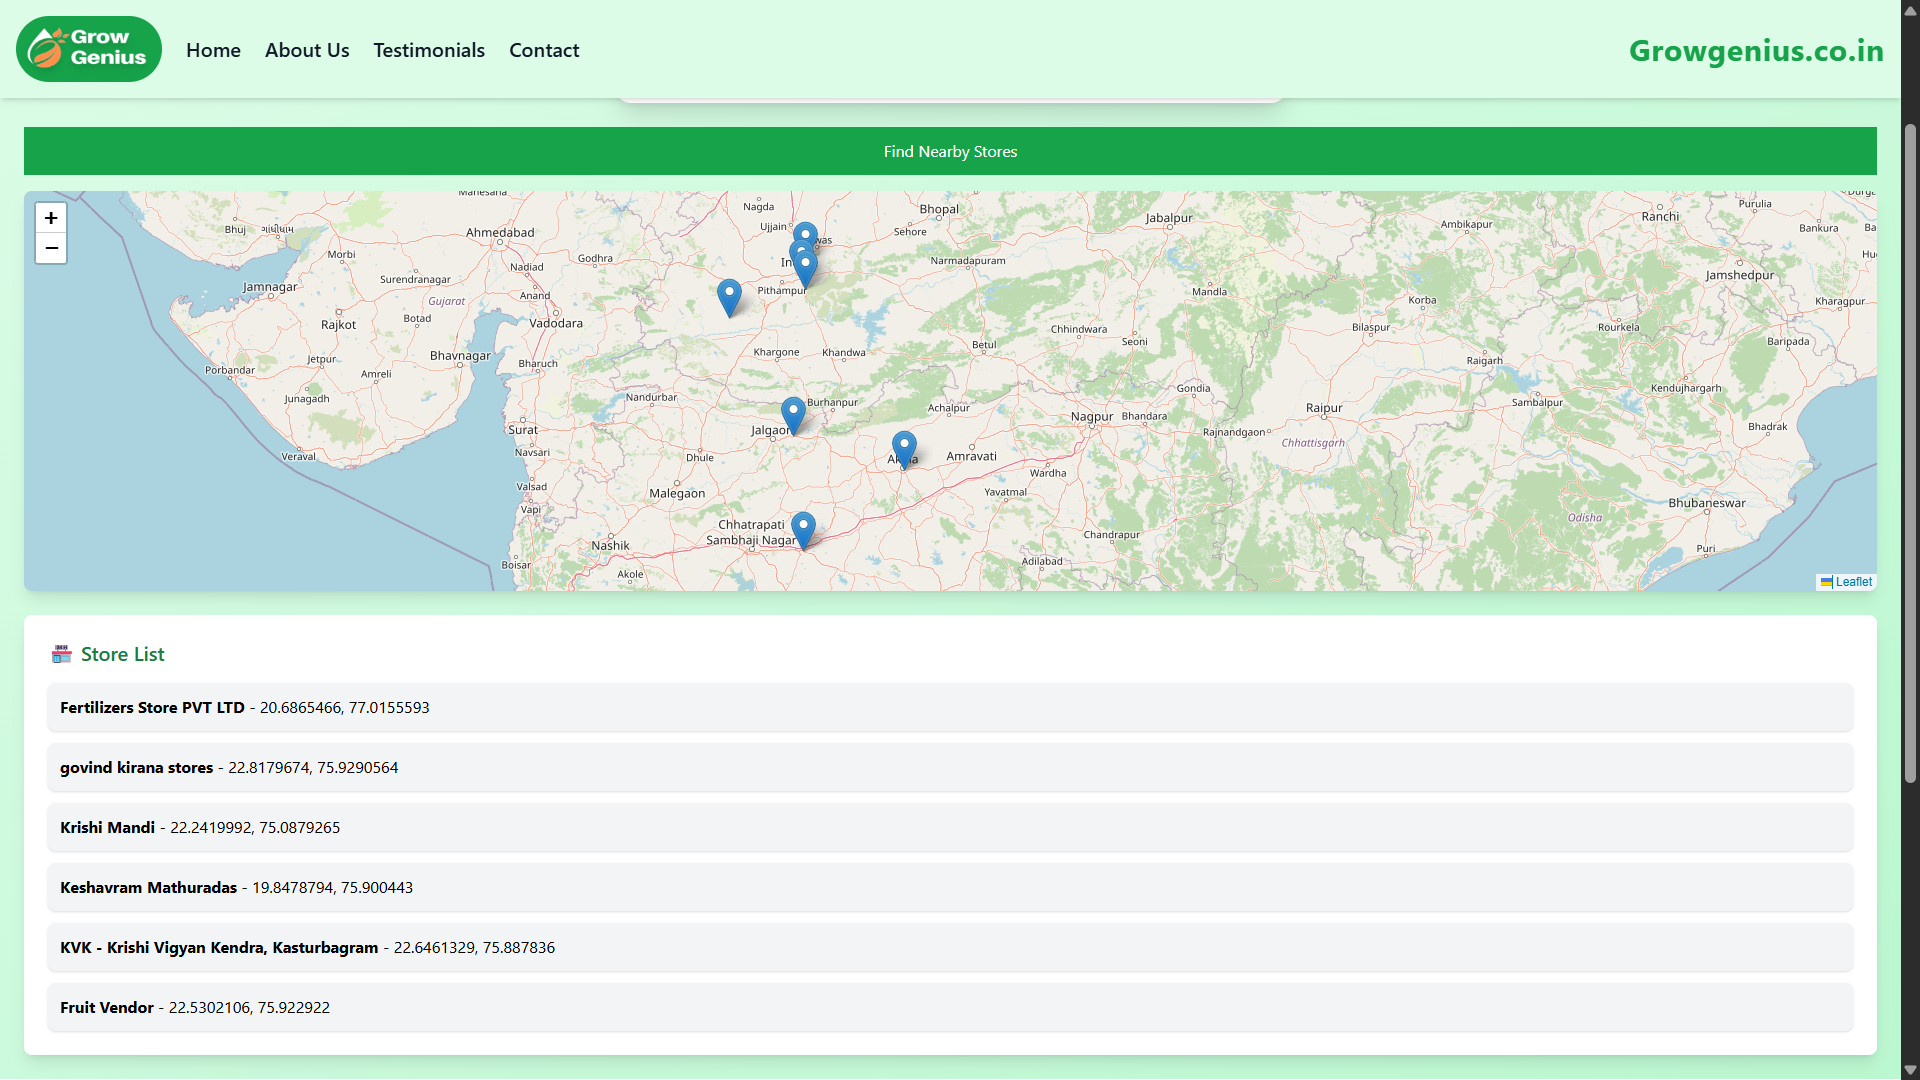 Grow
Genius
Home
About Us
Testimonials
Contact
Growgenius.co.in
Find Nearby Stores
+
−
Nagda
Bhopal
Jabalpur
Ranchi
Purulia
Bankura
Bhuj
Ahmedabad
Ujjain
Sehore
Ambikapur
Morbi
Godhra
Narmadapuram
Nadiad
Jamnagar
Surendranagar
Anand
Pithampur
Mandla
Korba
Jamshedpur
Kharagpur
Gujarat
Rajkot
Botad
Vadodara
Chhindwara
Seoni
Bilaspur
Rourkela
Baripada
Jetpur
Bhavnagar
Khargone
Khandwa
Betul
Raigarh
Porbandar
Amreli
Bharuch
Gondia
Kendujhargarh
Junagadh
Nandurbar
Burhanpur
Achalpur
Nagpur
Bhandara
Raipur
Sambalpur
Surat
Jalgaon
Rajnandgaon
Chhattisgarh
Bhadrak
Veraval
Navsari
Dhule
Amravati
Wardha
Valsad
Malegaon
Yavatmal
Vapi
Chhatrapati
Sambhaji Nagar
Bhubaneswar
Odisha
Nashik
Chandrapur
Puri
Boisar
Akole
Adilabad
Leaflet
Store List
Fertilizers Store PVT LTD - 20.6865466, 77.0155593
govind kirana stores - 22.8179674, 75.9290564
Krishi Mandi - 22.2419992, 75.0879265
Keshavram Mathuradas - 19.8478794, 75.900443
KVK - Krishi Vigyan Kendra, Kasturbagram - 22.6461329, 75.887836
Fruit Vendor - 22.5302106, 75.922922